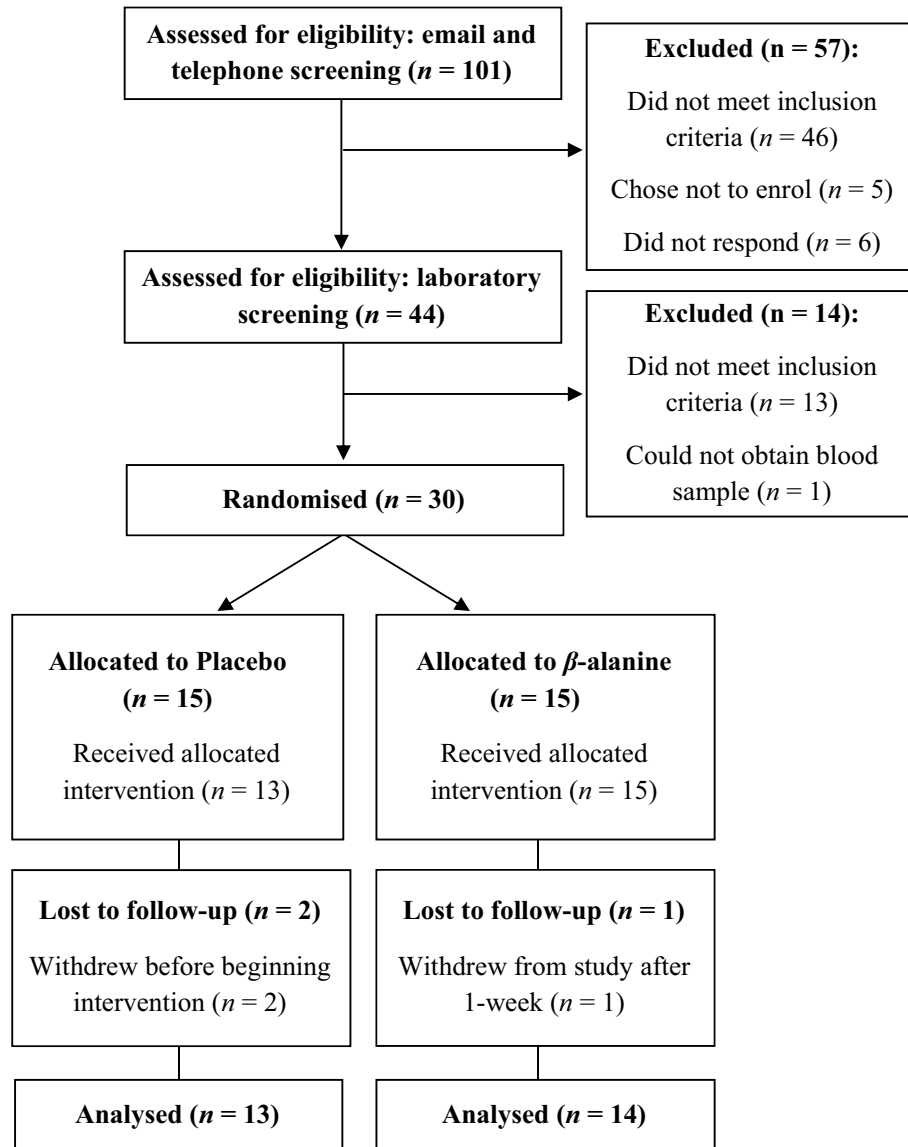 Assessed for eligibility: email and
telephone screening (n = 101)
Excluded (n = 57):
Did not meet inclusion
criteria (n = 46)
Chose not to enrol (n = 5)
Did not respond (n = 6)
Assessed for eligibility: laboratory
screening (n = 44)
Excluded (n = 14):
Did not meet inclusion
criteria (n = 13)
Could not obtain blood
sample (n = 1)
Randomised (n = 30)
Allocated to Placebo
(n = 15)
Received allocated
intervention (n = 13)
Allocated to β-alanine
(n = 15)
Received allocated
intervention (n = 15)
Lost to follow-up (n = 2)
Withdrew before beginning
intervention (n = 2)
Lost to follow-up (n = 1)
Withdrew from study after
1-week (n = 1)
Analysed (n = 13)
Analysed (n = 14)